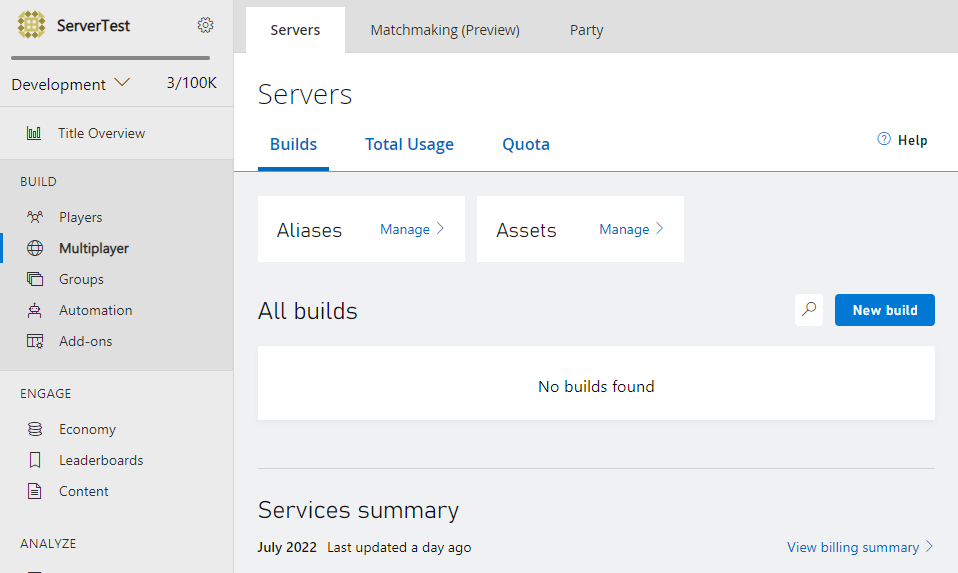 ServerTest
Development 3/100K
Title Overview
BUILD
Players
Multiplayer
Groups
Automation
Add-ons
ENGAGE
Economy
Leaderboards
Content
ANALYZE
Servers Matchmaking (Preview) Party
Servers
Builds Total Usage Quota
Help
Aliases Manage
Assets Manage
All builds
New build
No builds found
Services summary
July 2022 Last updated a day ago
View billing summary